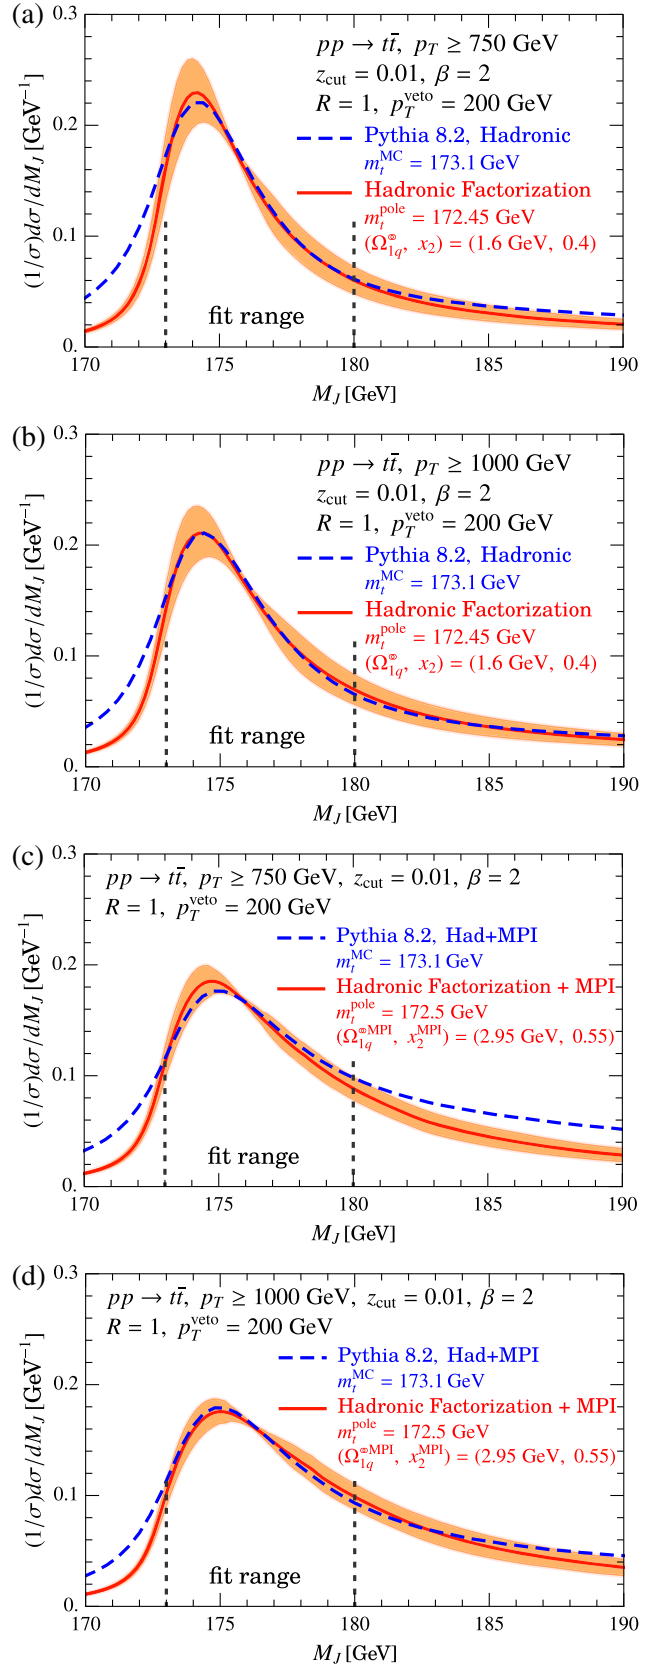 (a)
0.3
0.2
0.1
0.
(1/σ)dσ/dM_J [GeV⁻¹]
pp → tt̄, p_T ≥ 750 GeV
z_cut = 0.01, β = 2
R = 1, p_T^veto = 200 GeV
Pythia 8.2, Hadronic
m_t^MC = 173.1 GeV
Hadronic Factorization
m_t^pole = 172.45 GeV
(Ω_1q^⊚, x_2) = (1.6 GeV, 0.4)
fit range
170 175 180 185 190
M_J [GeV]
(b)
0.3
0.2
0.1
0.
(1/σ)dσ/dM_J [GeV⁻¹]
pp → tt̄, p_T ≥ 1000 GeV
z_cut = 0.01, β = 2
R = 1, p_T^veto = 200 GeV
Pythia 8.2, Hadronic
m_t^MC = 173.1 GeV
Hadronic Factorization
m_t^pole = 172.45 GeV
(Ω_1q^⊚, x_2) = (1.6 GeV, 0.4)
fit range
170 175 180 185 190
M_J [GeV]
(c)
0.3
0.2
0.1
0.
(1/σ)dσ/dM_J [GeV⁻¹]
pp → tt̄, p_T ≥ 750 GeV, z_cut = 0.01, β = 2
R = 1, p_T^veto = 200 GeV
Pythia 8.2, Had+MPI
m_t^MC = 173.1 GeV
Hadronic Factorization + MPI
m_t^pole = 172.5 GeV
(Ω_1q^⊚MPI, x_2^MPI) = (2.95 GeV, 0.55)
fit range
170 175 180 185 190
M_J [GeV]
(d)
0.3
0.2
0.1
0.
(1/σ)dσ/dM_J [GeV⁻¹]
pp → tt̄, p_T ≥ 1000 GeV, z_cut = 0.01, β = 2
R = 1, p_T^veto = 200 GeV
Pythia 8.2, Had+MPI
m_t^MC = 173.1 GeV
Hadronic Factorization + MPI
m_t^pole = 172.5 GeV
(Ω_1q^⊚MPI, x_2^MPI) = (2.95 GeV, 0.55)
fit range
170 175 180 185 190
M_J [GeV]